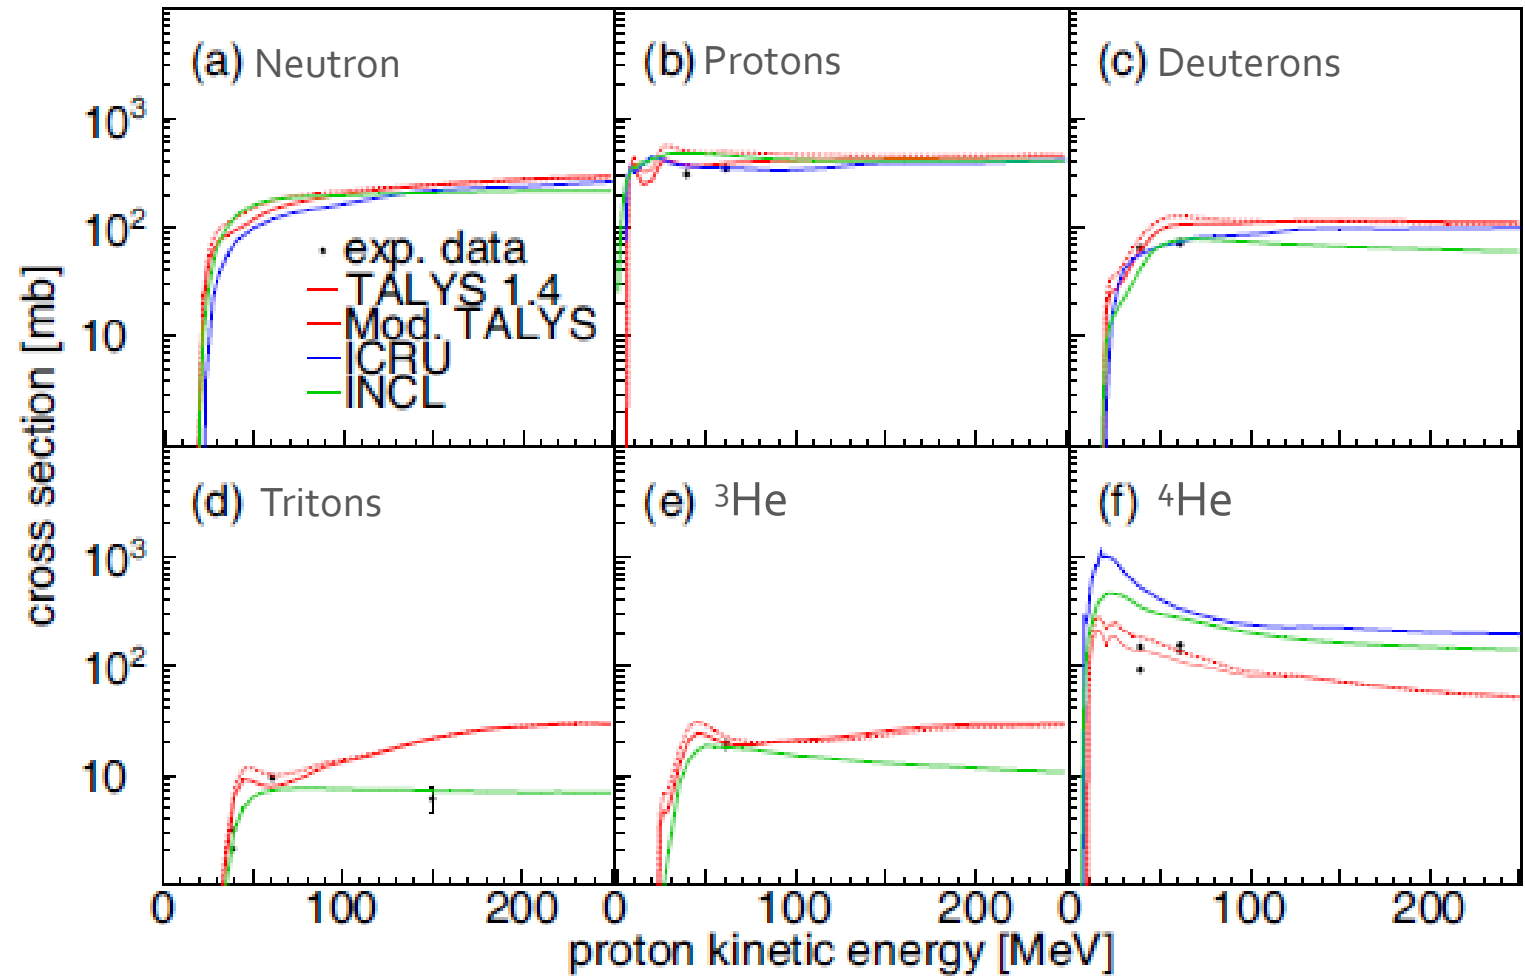 (a) Neutron
(b) Protons
(c) Deuterons
10³
10²
10
exp. data
TALYS 1.4
Mod. TALYS
ICRU
INCL
cross section [mb]
(d) Tritons
(e) ³He
(f) ⁴He
10³
10²
10
0 100 200 0 100 200 0 100 200
proton kinetic energy [MeV]